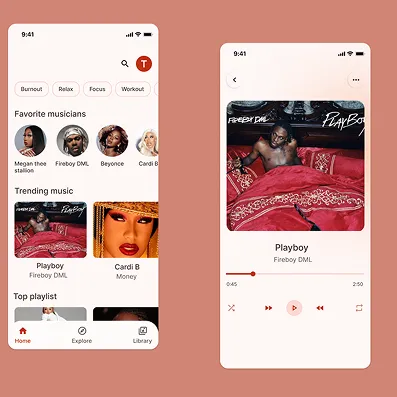 9:41
T
Burnout Relax Focus Workout
Favorite musicians
Megan thee stallion
Fireboy DML
Beyonce
Cardi B
Trending music
FIREBOY DML PLAYBOY
Playboy
Fireboy DML
Cardi B
Money
Top playlist
Home Explore Library
9:41
FIREBOY DML PLAYBOY
Playboy
Fireboy DML
0:45 2:50